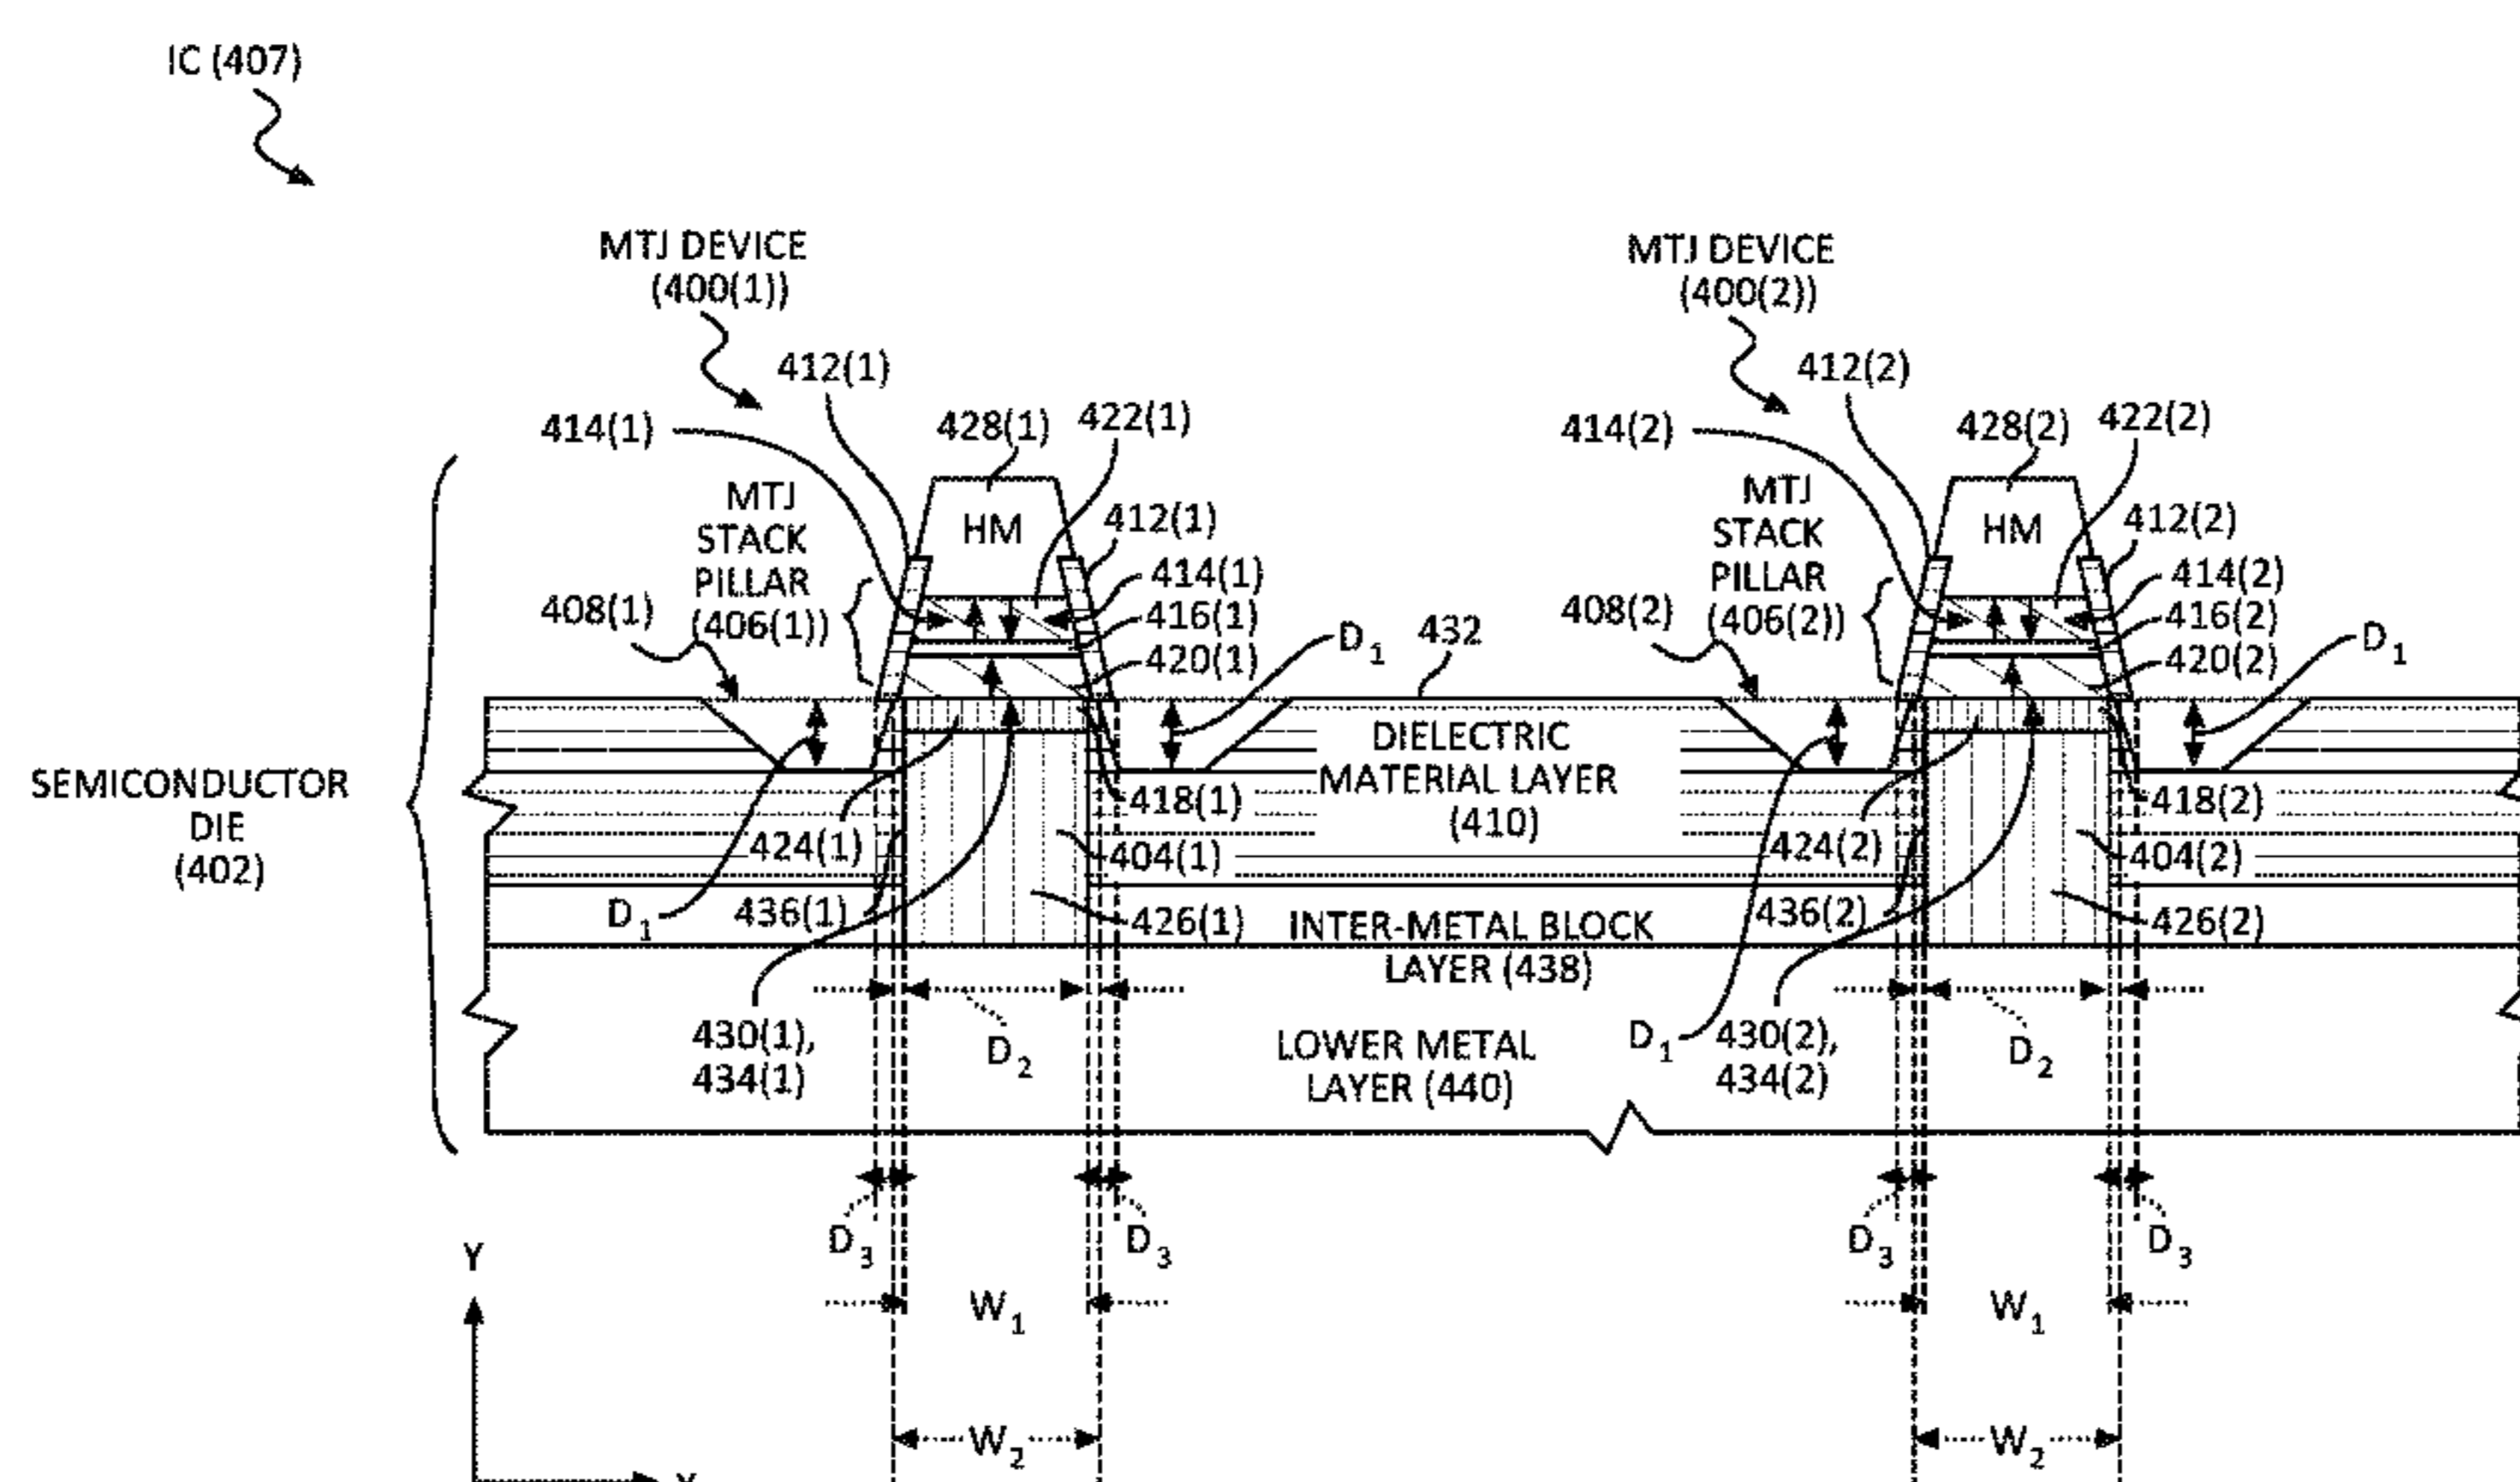 IC (407)
MTJ DEVICE
(400(1))
MTJ DEVICE
(400(2))
412(1)
412(2)
414(1)
428(1)
422(1)
414(2)
428(2)
422(2)
MTJ
STACK
PILLAR
(406(1))
HM
412(1)
414(1)
416(1)
420(1)
MTJ
STACK
PILLAR
(406(2))
HM
412(2)
414(2)
416(2)
420(2)
408(1)
D1
432
408(2)
D1
SEMICONDUCTOR
DIE
(402)
DIELECTRIC
MATERIAL LAYER
(410)
418(1)
418(2)
424(1)
404(1)
424(2)
404(2)
D1
436(1)
426(1)
436(2)
426(2)
INTER-METAL BLOCK
LAYER (438)
430(1),
434(1)
D2
LOWER METAL
LAYER (440)
D1
430(2),
434(2)
D2
D3
D3
D3
D3
Y
W1
W1
W2
W2